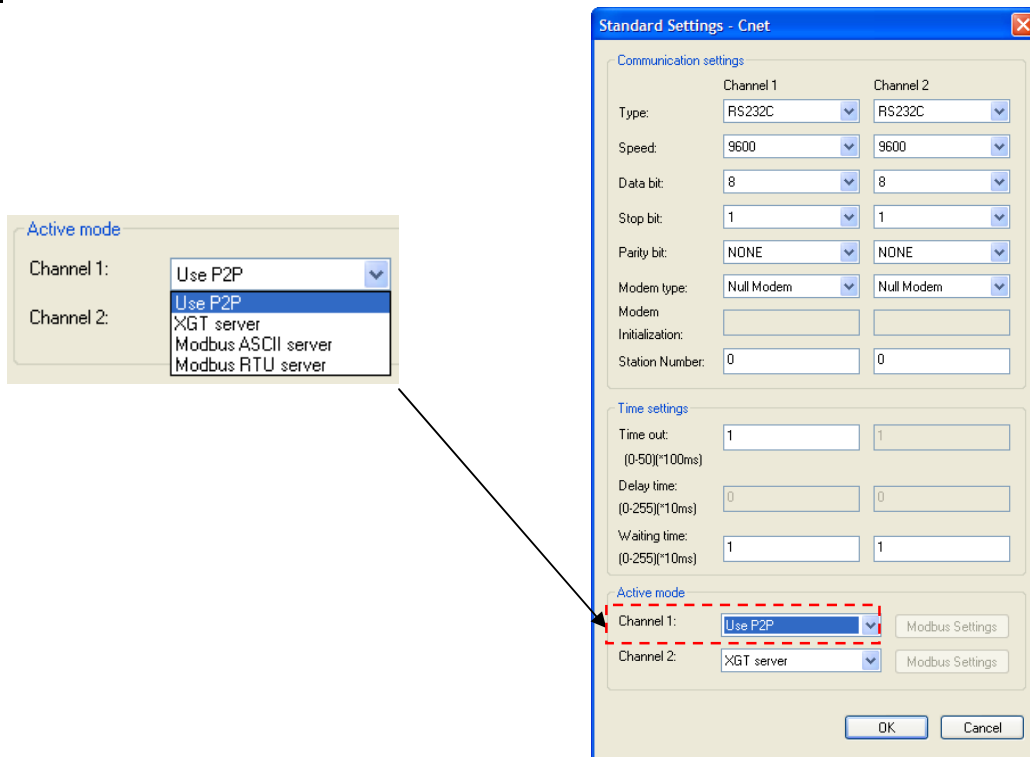 Standard Settings - Cnet
Communication settings
Channel 1 Channel 2
Type: RS232C RS232C
Speed: 9600 9600
Data bit: 8 8
Stop bit: 1 1
Parity bit: NONE NONE
Modem type: Null Modem Null Modem
Modem
Initialization:
Station Number: 0 0
Time settings
Time out: 1 1
(0-50)(*100ms)
Delay time: 0 0
(0-255)(*10ms)
Waiting time: 1 1
(0-255)(*10ms)
Active mode
Channel 1: Use P2P Modbus Settings
Channel 2: XGT server Modbus Settings
OK Cancel
Active mode
Channel 1: Use P2P
Use P2P
Channel 2: XGT server
Modbus ASCII server
Modbus RTU server